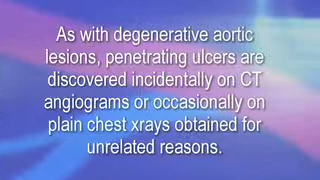 As with degenerative aortic
lesions, penetrating ulcers are
discovered incidentally on CT
angiograms or occasionally on
plain chest xrays obtained for
unrelated reasons.